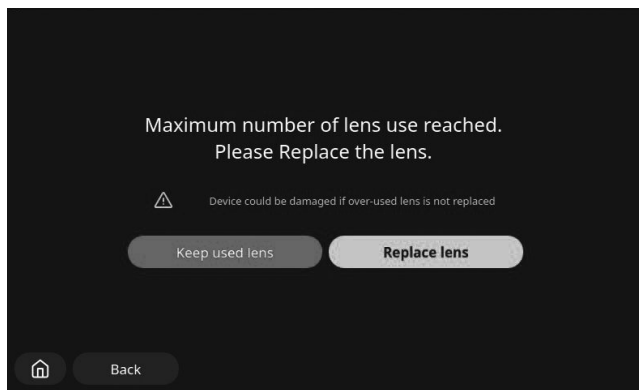 Maximum number of lens use reached.
Please Replace the lens.
Device could be damaged if over-used lens is not replaced
Keep used lens
Replace lens
Back